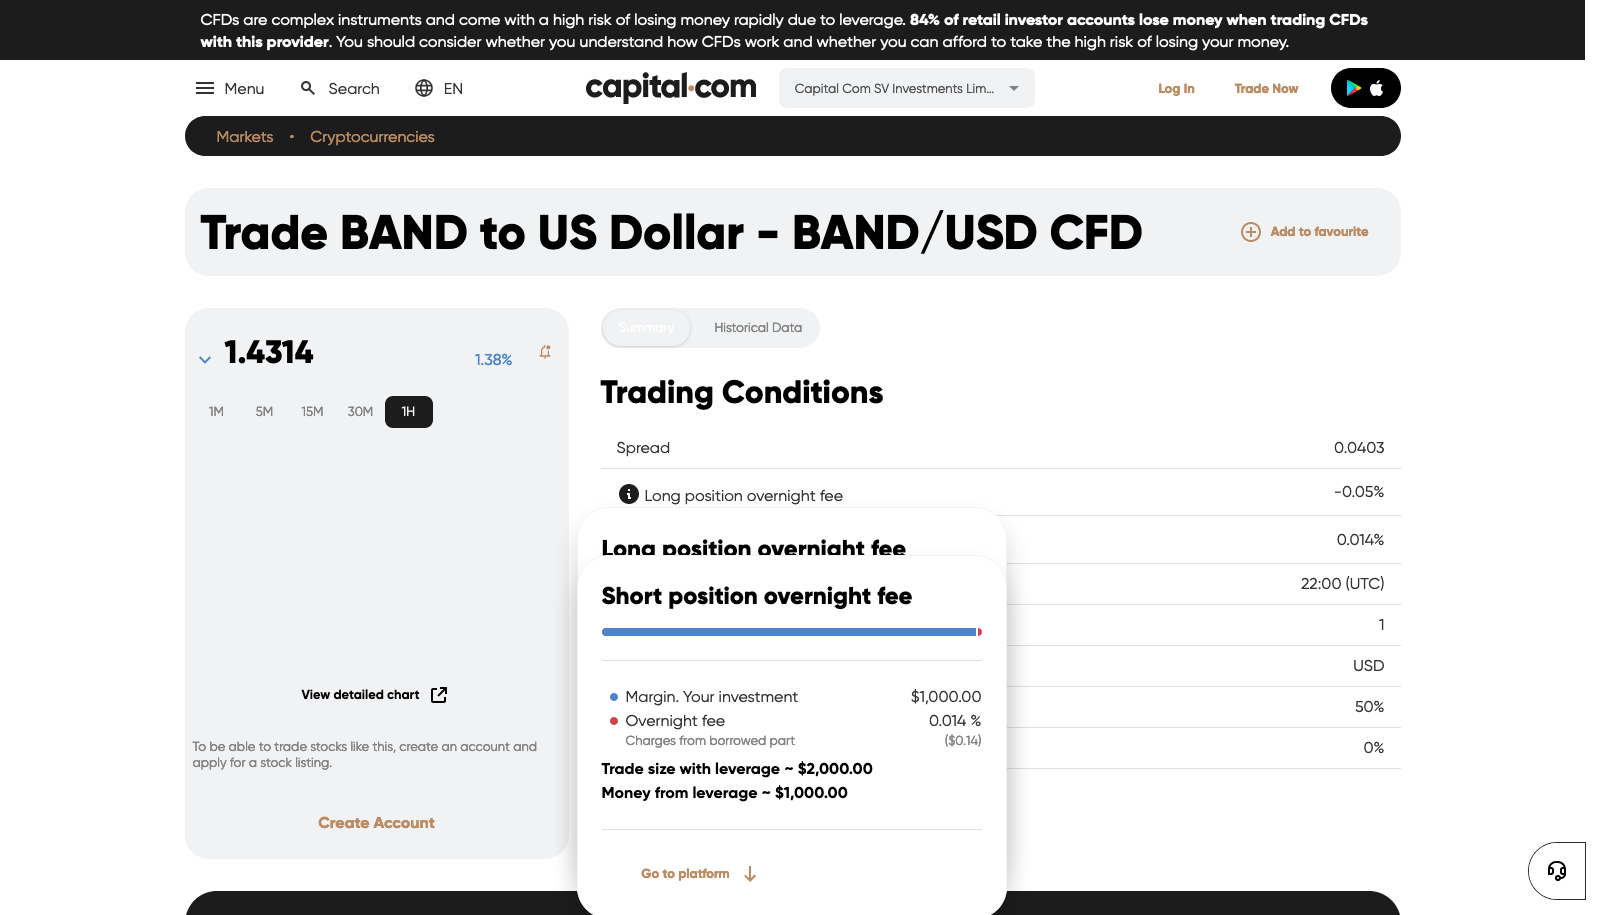 CFDs are complex instruments and come with a high risk of losing money rapidly due to leverage. 84% of retail investor accounts lose money when trading CFDs
with this provider. You should consider whether you understand how CFDs work and whether you can afford to take the high risk of losing your money.
Menu
Search
EN
capital.com
Capital Com SV Investments Lim...
Log In
Trade Now
Markets
Cryptocurrencies
Trade BAND to US Dollar - BAND/USD CFD
Add to favourite
1.4314
1.38%
1M
5M
15M
30M
1H
View detailed chart
To be able to trade stocks like this, create an account and
apply for a stock listing.
Create Account
Summary
Historical Data
Trading Conditions
Spread
0.0403
Long position overnight fee
-0.05%
0.014%
22:00 (UTC)
1
USD
50%
0%
Long position overnight fee
Short position overnight fee
Margin. Your investment
$1,000.00
Overnight fee
0.014 %
Charges from borrowed part
($0.14)
Trade size with leverage ~ $2,000.00
Money from leverage ~ $1,000.00
Go to platform